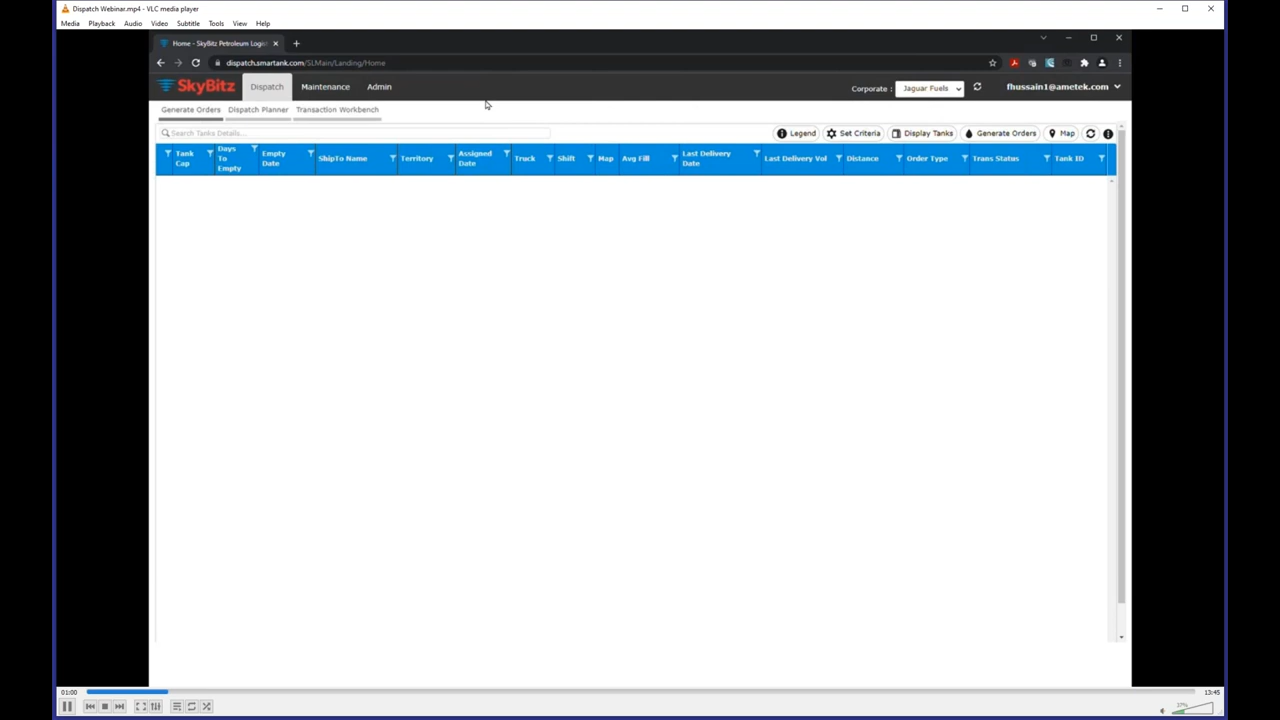 Dispatch Webinar.mp4 - VLC media player
Media Playback Audio Video Subtitle Tools View Help
Home - SkyBitz Petroleum Logist
dispatch.smartank.com/SLMain/Landing/Home
SkyBitz Dispatch Maintenance Admin Corporate : Jaguar Fuels fhussain1@ametek.com
Generate Orders Dispatch Planner Transaction Workbench
Search Tanks Details... Legend Set Criteria Display Tanks Generate Orders Map
Tank Cap Days To Empty Empty Date ShipTo Name Territory Assigned Date Truck Shift Map Avg Fill Last Delivery Date Last Delivery Vol Distance Order Type Trans Status Tank ID
01:00 13:45
37%